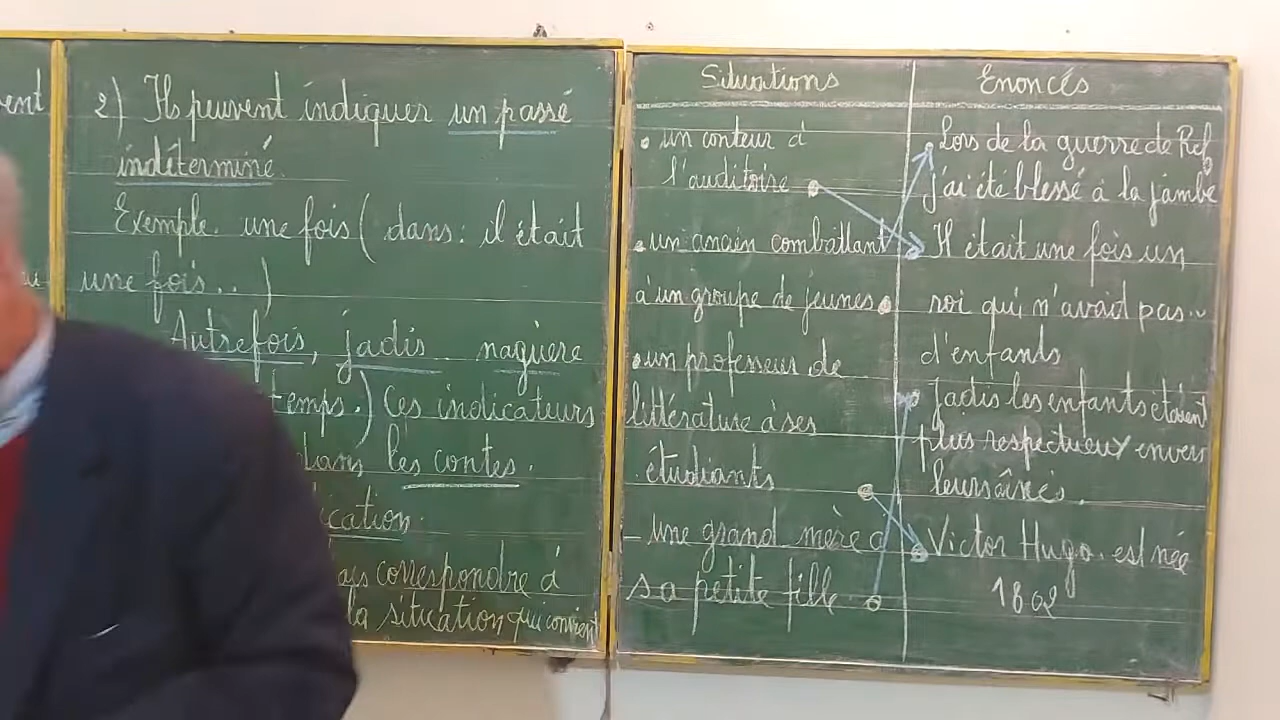 ent
2) Ils peuvent indiquer un passé
indéterminé.
Exemple. une fois ( dans : il était
une fois... )
Autrefois, jadis naguère
temps.) Ces indicateurs
dans les contes.
ication.
correspondre à
la situation qui convient
Situations
. un conteur à
l'auditoire
. un ancien combattant
à un groupe de jeunes
. un professeur de
littérature à ses
étudiants
- une grand mère à
sa petite fille
Enoncés
Lors de la guerre de Rif
j'ai été blessé à la jambe
Il était une fois un
roi qui n'avait pas..
d'enfants
Jadis les enfants étaient
plus respectueux envers
leurs aînés.
Victor Hugo. est née
1802